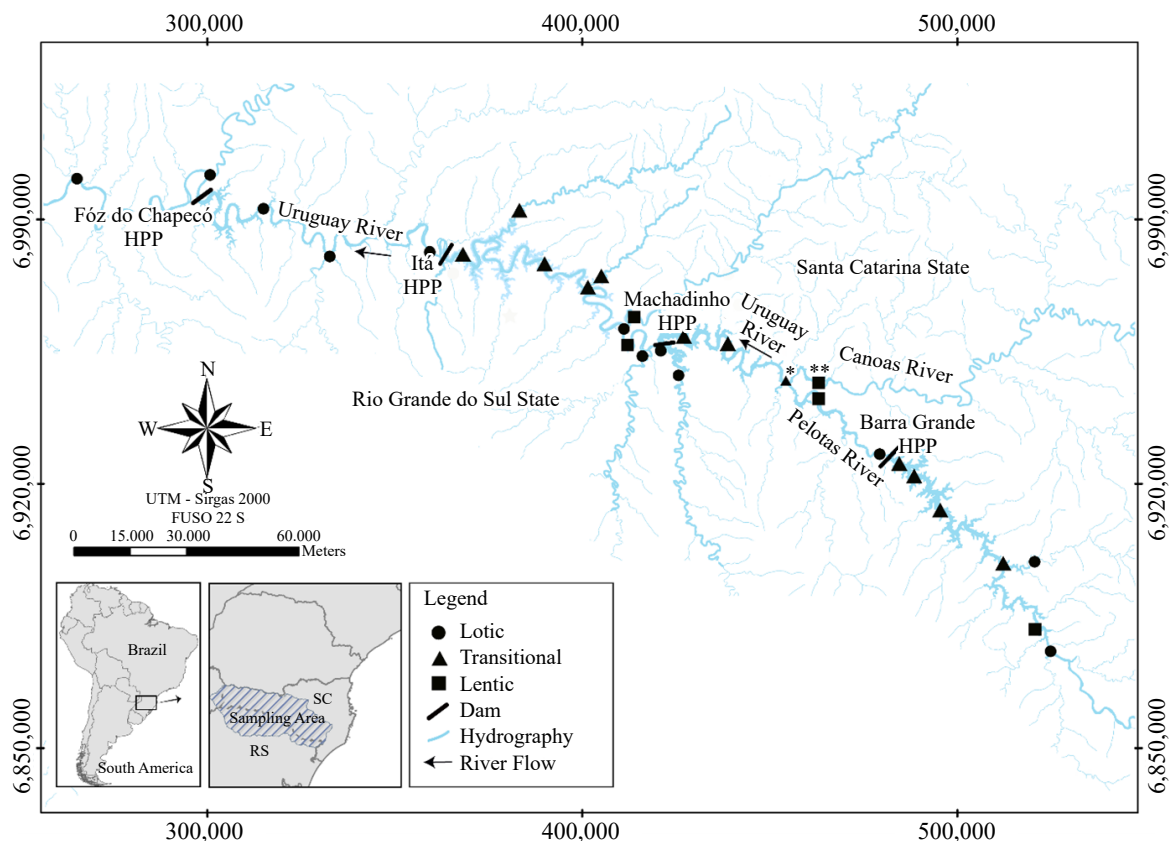 300,000
400,000
500,000
6,990,000
6,990,000
Fóz do Chapecó
HPP
Uruguay River
Itá
HPP
Santa Catarina State
Machadinho
HPP
Uruguay
River
Canoas River
*
**
Rio Grande do Sul State
Pelotas River
Barra Grande
HPP
N
W
E
S
6,920,000
6,920,000
UTM - Sirgas 2000
FUSO 22 S
0
15.000
30.000
60.000
Meters
Brazil
South America
SC
Sampling Area
RS
Legend
Lotic
Transitional
Lentic
Dam
Hydrography
River Flow
6,850,000
6,850,000
300,000
400,000
500,000